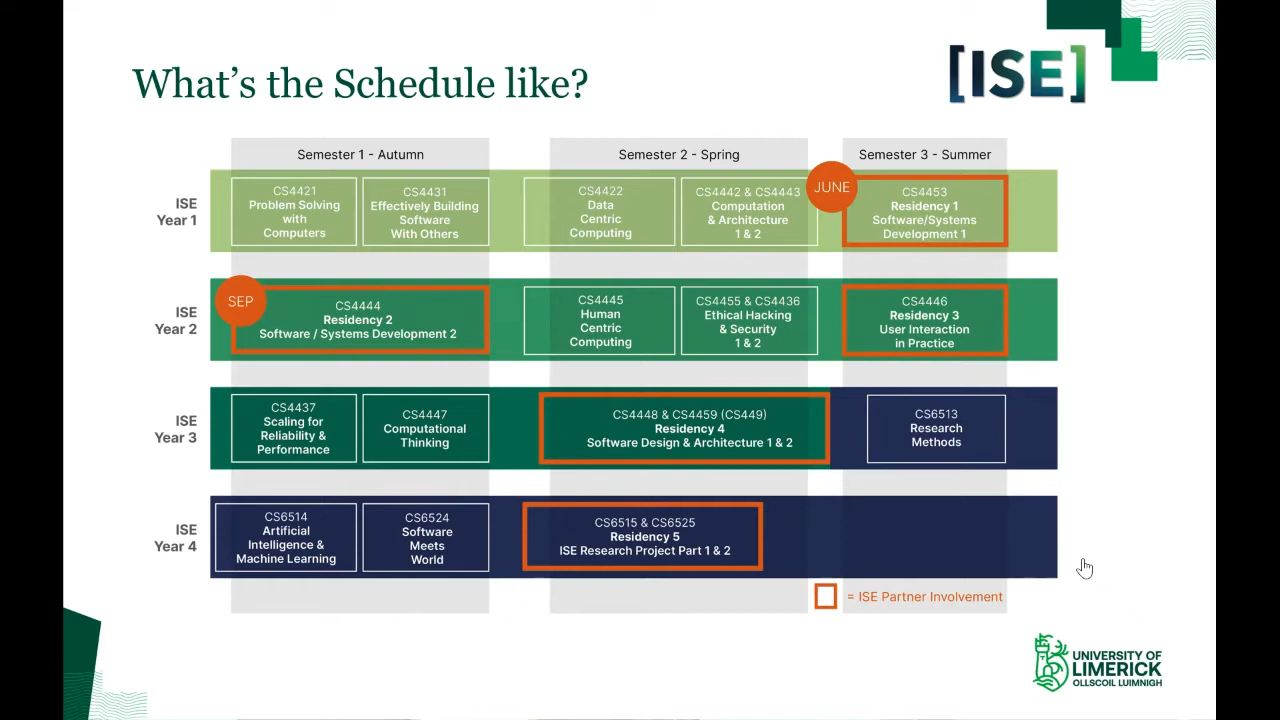 What's the Schedule like?
[ISE]
Semester 1 - Autumn
Semester 2 - Spring
Semester 3 - Summer
ISE
Year 1
CS4421
Problem Solving
with
Computers
CS4431
Effectively Building
Software
With Others
CS4422
Data
Centric
Computing
CS4442 & CS4443
Computation
& Architecture
1 & 2
JUNE
CS4453
Residency 1
Software/Systems
Development 1
ISE
Year 2
SEP
CS4444
Residency 2
Software / Systems Development 2
CS4445
Human
Centric
Computing
CS4455 & CS4436
Ethical Hacking
& Security
1 & 2
CS4446
Residency 3
User Interaction
in Practice
ISE
Year 3
CS4437
Scaling for
Reliability &
Performance
CS4447
Computational
Thinking
CS4448 & CS4459 (CS449)
Residency 4
Software Design & Architecture 1 & 2
CS6513
Research
Methods
ISE
Year 4
CS6514
Artificial
Intelligence &
Machine Learning
CS6524
Software
Meets
World
CS6515 & CS6525
Residency 5
ISE Research Project Part 1 & 2
= ISE Partner Involvement
UNIVERSITY OF
LIMERICK
OLLSCOIL LUIMNIGH